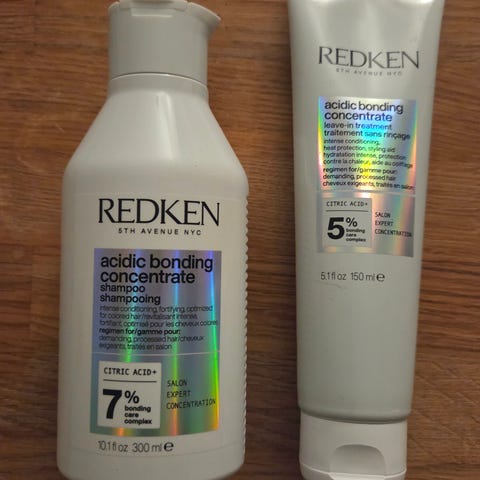 REDKEN
5TH AVENUE NYC
acidic bonding
concentrate
shampoo
shampooing
intense conditioning, fortifying, optimized
for colored hair/revitalisant intense,
fortifiant, optimisé pour les cheveux colorés
regimen for/gamme pour:
demanding, processed hair/cheveux
exigeants, traités en salon
CITRIC ACID+
7%
bonding
care
complex
SALON
EXPERT
CONCENTRATION
10.1 fl oz 300 ml e
REDKEN
5TH AVENUE NYC
acidic bonding
concentrate
leave-in treatment
traitement sans rinçage
intense conditioning,
heat protection, styling aid
hydratation intense, protection
contre la chaleur, aide au coiffage
regimen for/gamme pour:
demanding, processed hair
cheveux exigeants, traités en salon
CITRIC ACID+
5%
bonding
care
complex
SALON
EXPERT
CONCENTRATION
5.1 fl oz 150 ml e